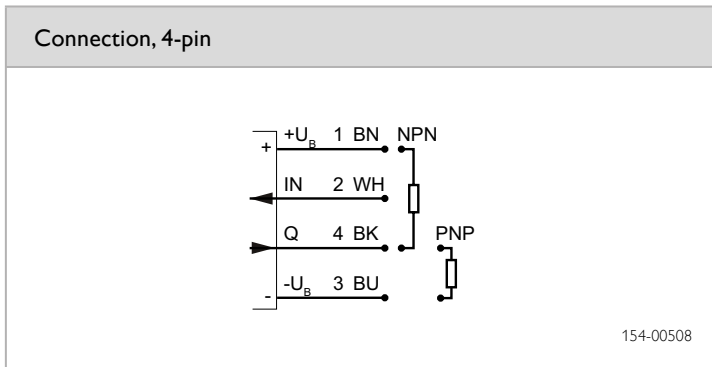 Connection, 4-pin
+U_B 1 BN NPN
+
IN 2 WH
Q 4 BK PNP
-U_B 3 BU
-
154-00508